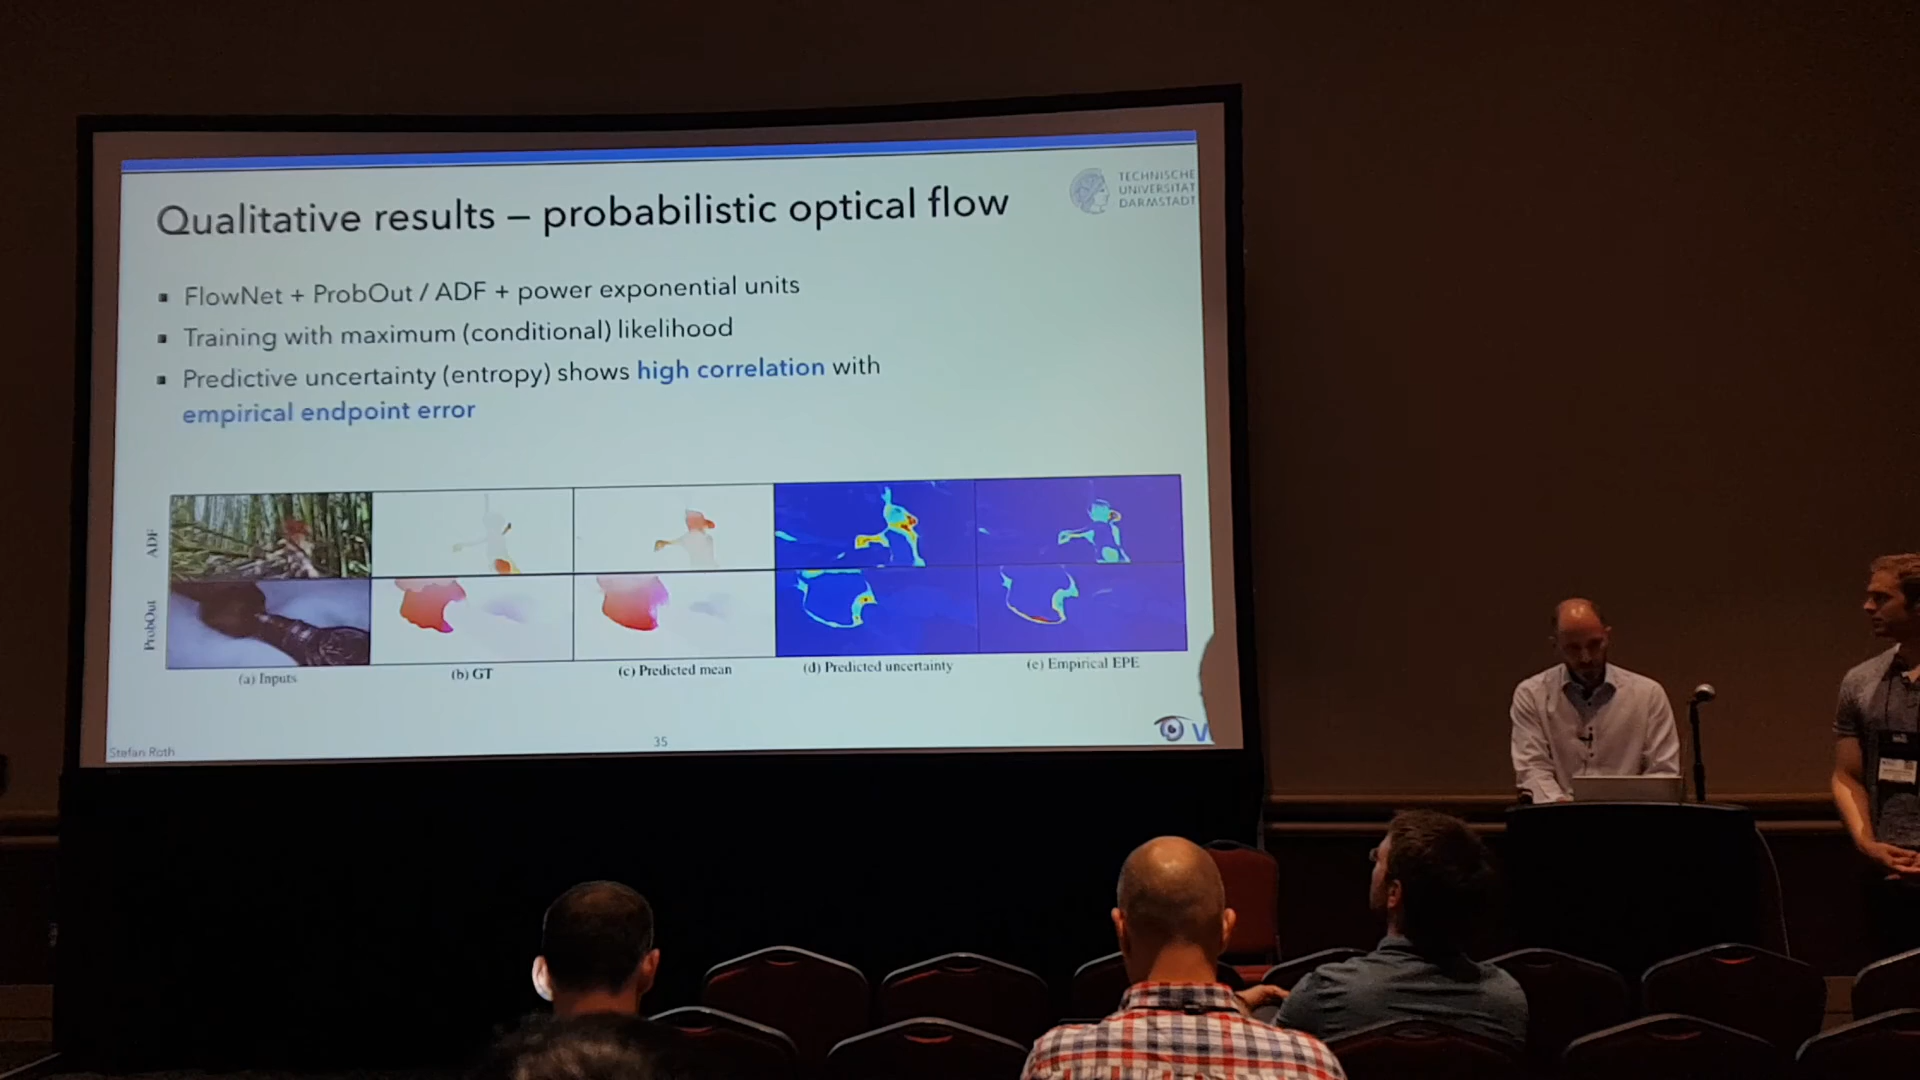 Qualitative results – probabilistic optical flow
TECHNISCHE
UNIVERSITÄT
DARMSTADT
▪ FlowNet + ProbOut / ADF + power exponential units
▪ Training with maximum (conditional) likelihood
▪ Predictive uncertainty (entropy) shows high correlation with
empirical endpoint error
ADF
ProbOut
(a) Inputs
(b) GT
(c) Predicted mean
(d) Predicted uncertainty
(e) Empirical EPE
Stefan Roth
35